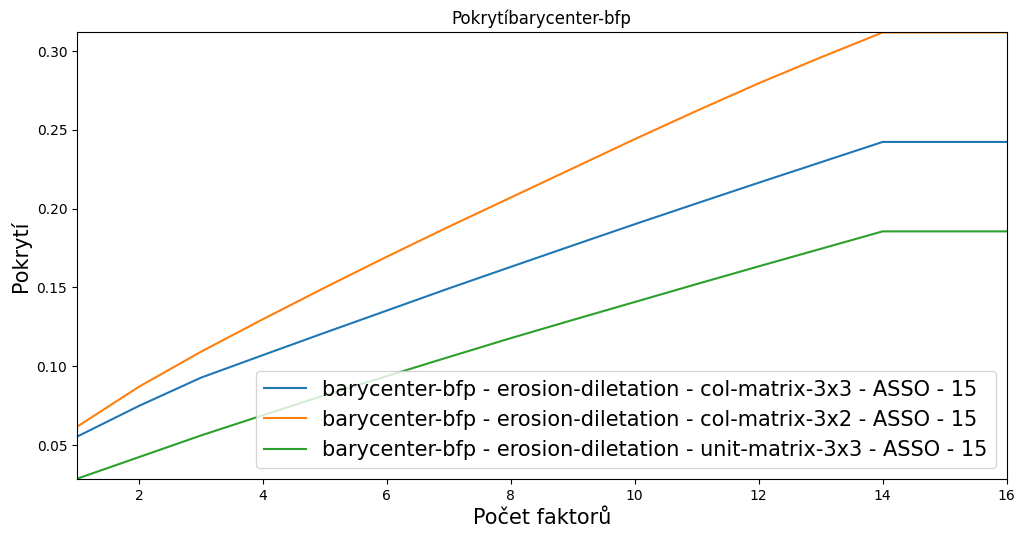 Pokrytíbarycenter-bfp
0.30
0.25
0.20
0.15
0.10
0.05
Pokrytí
barycenter-bfp - erosion-diletation - col-matrix-3x3 - ASSO - 15
barycenter-bfp - erosion-diletation - col-matrix-3x2 - ASSO - 15
barycenter-bfp - erosion-diletation - unit-matrix-3x3 - ASSO - 15
2 4 6 8 10 12 14 16
Počet faktorů